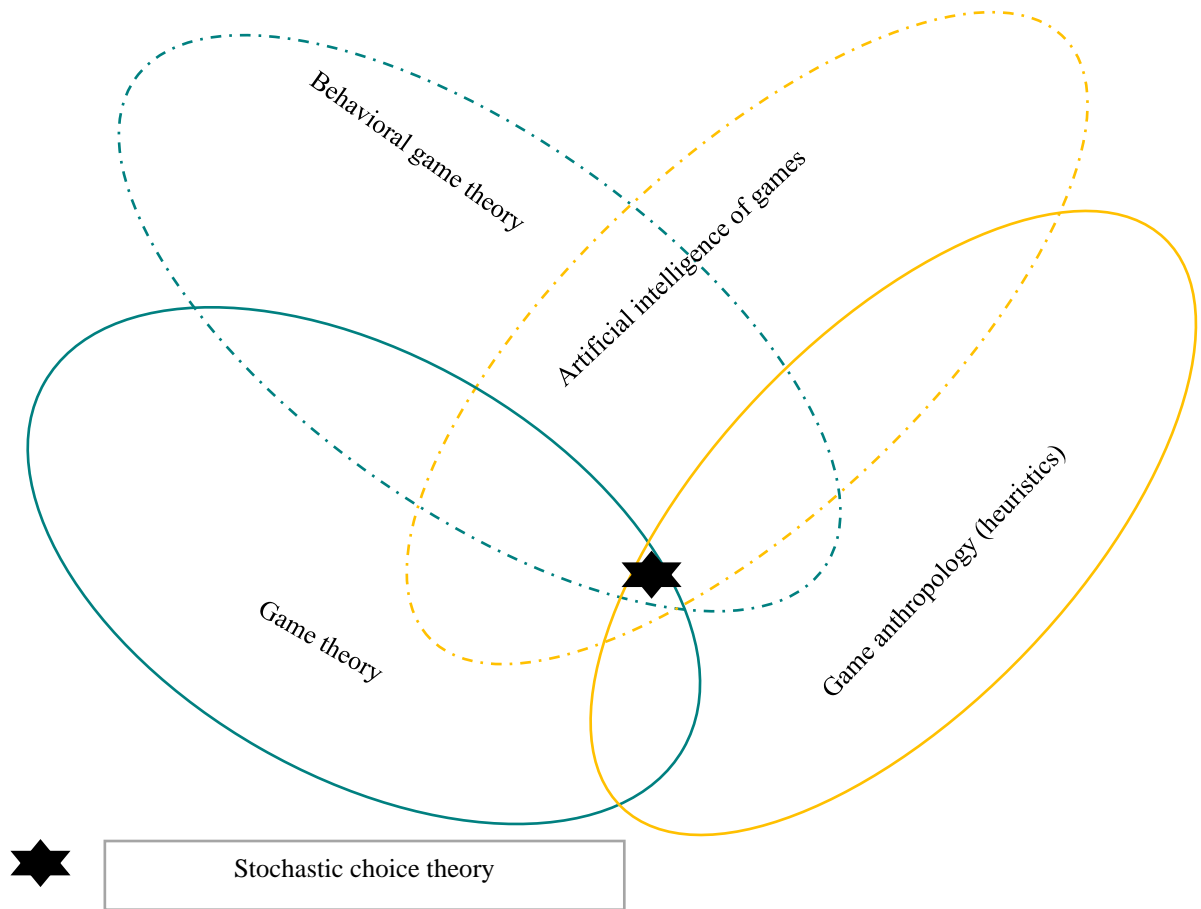 Behavioral game theory
Artificial intelligence of games
Game anthropology (heuristics)
Game theory
Stochastic choice theory